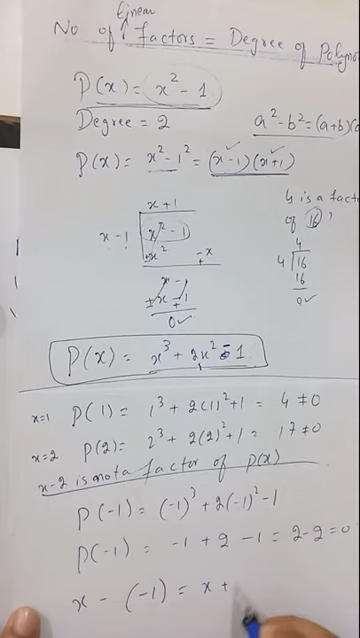 linear
No of ↑ factors = Degree of Polyno
P(x) = x² - 1
Degree = 2
a² - b² = (a+b)(a
P(x) = x² - 1² = (x-1)(x+1)
4 is a facto
of 16,
x + 1
x - 1 | x² - 1
+x² - x
x - 1
±x ∓ 1
0 ✓
4
4 | 16
16
0 ✓
P(x) = x³ + 2x² - 1
x=1 P(1) = 1³ + 2(1)² + 1 = 4 ≠ 0
x=2 P(2) = 2³ + 2(2)² + 1 = 17 ≠ 0
x-2 is not a factor of P(x)
P(-1) = (-1)³ + 2(-1)² - 1
P(-1) = -1 + 2 - 1 = 2 - 2 = 0
x - (-1) = x +